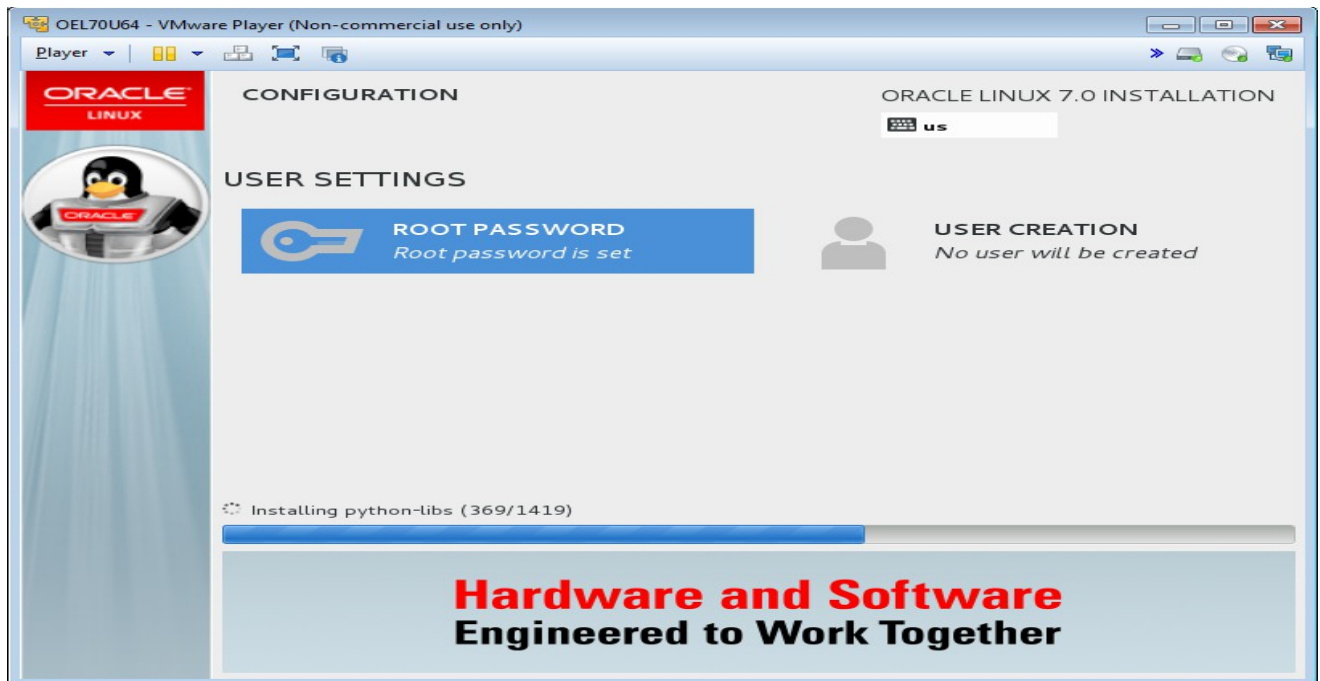 OEL70U64 - VMware Player (Non-commercial use only)
Player
ORACLE
LINUX
CONFIGURATION
ORACLE LINUX 7.0 INSTALLATION
us
ORACLE
USER SETTINGS
ROOT PASSWORD
Root password is set
USER CREATION
No user will be created
Installing python-libs (369/1419)
Hardware and Software
Engineered to Work Together